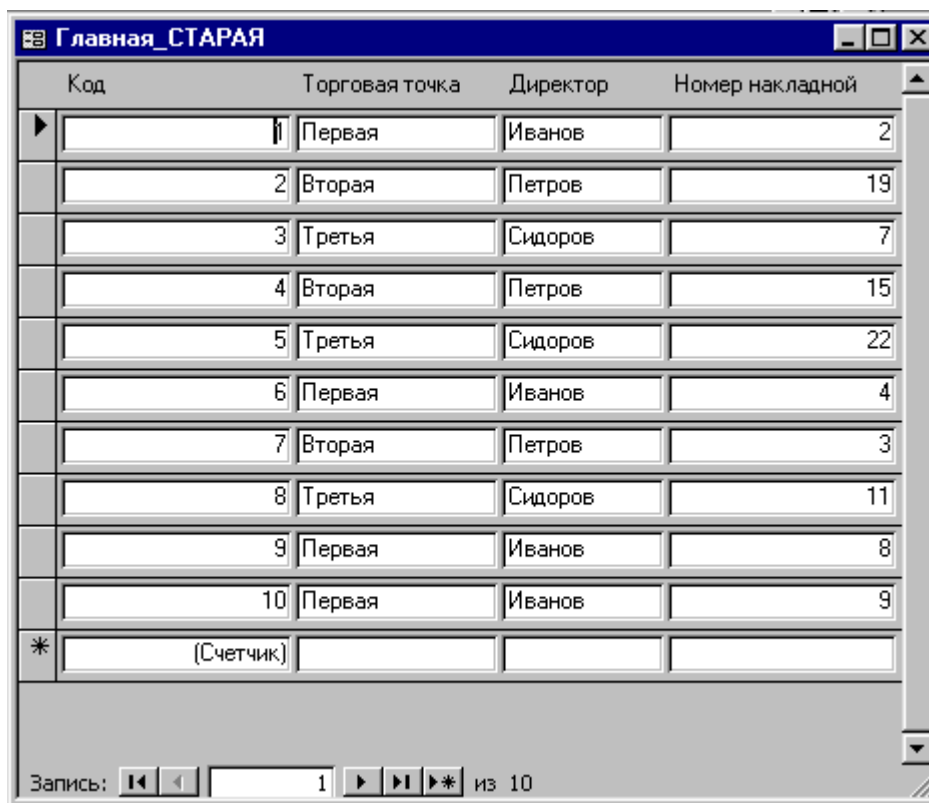 Главная_СТАРАЯ
Код Торговая точка Директор Номер накладной
1 Первая Иванов 2
2 Вторая Петров 19
3 Третья Сидоров 7
4 Вторая Петров 15
5 Третья Сидоров 22
6 Первая Иванов 4
7 Вторая Петров 3
8 Третья Сидоров 11
9 Первая Иванов 8
10 Первая Иванов 9
(Счетчик)
Запись: 1 из 10